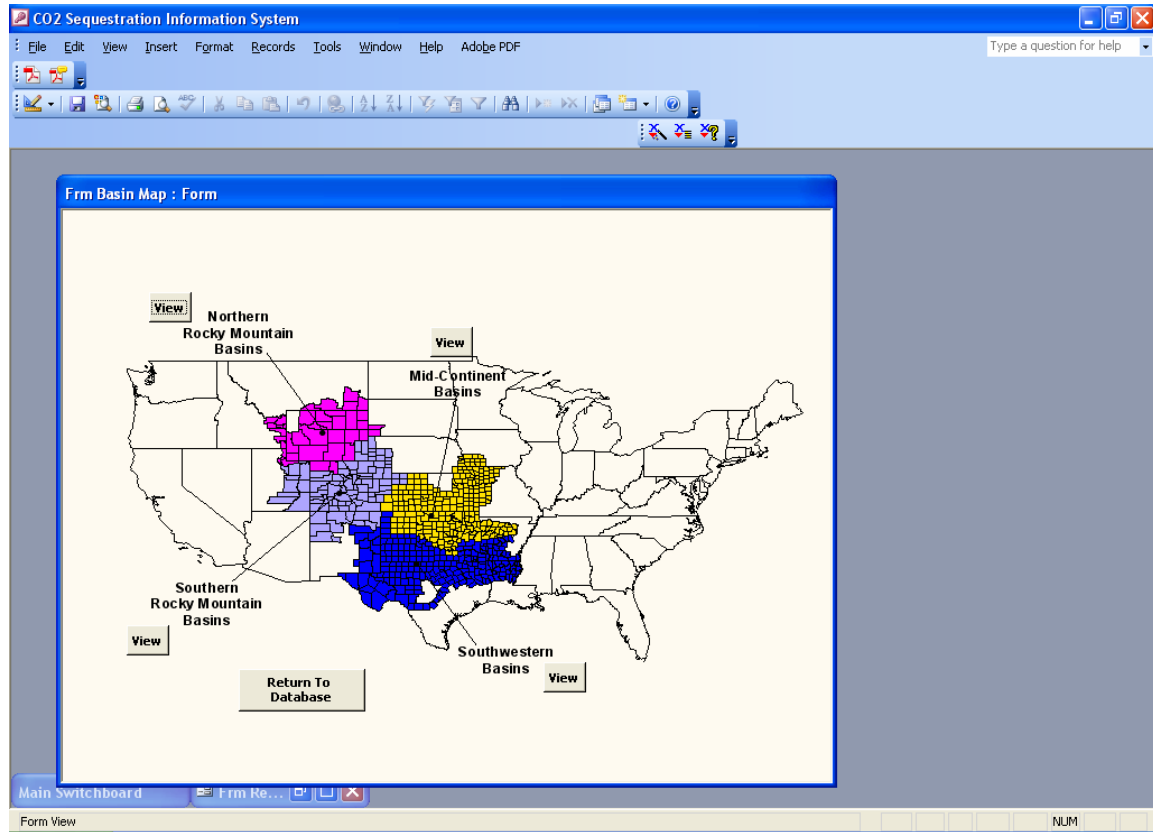 CO2 Sequestration Information System
File Edit View Insert Format Records Tools Window Help Adobe PDF
Type a question for help
Frm Basin Map : Form
View
Northern
Rocky Mountain
Basins
View
Mid-Continent
Basins
Southern
Rocky Mountain
Basins
View
Southwestern
Basins
View
Return To
Database
Main Switchboard
Frm Re...
Form View
NUM